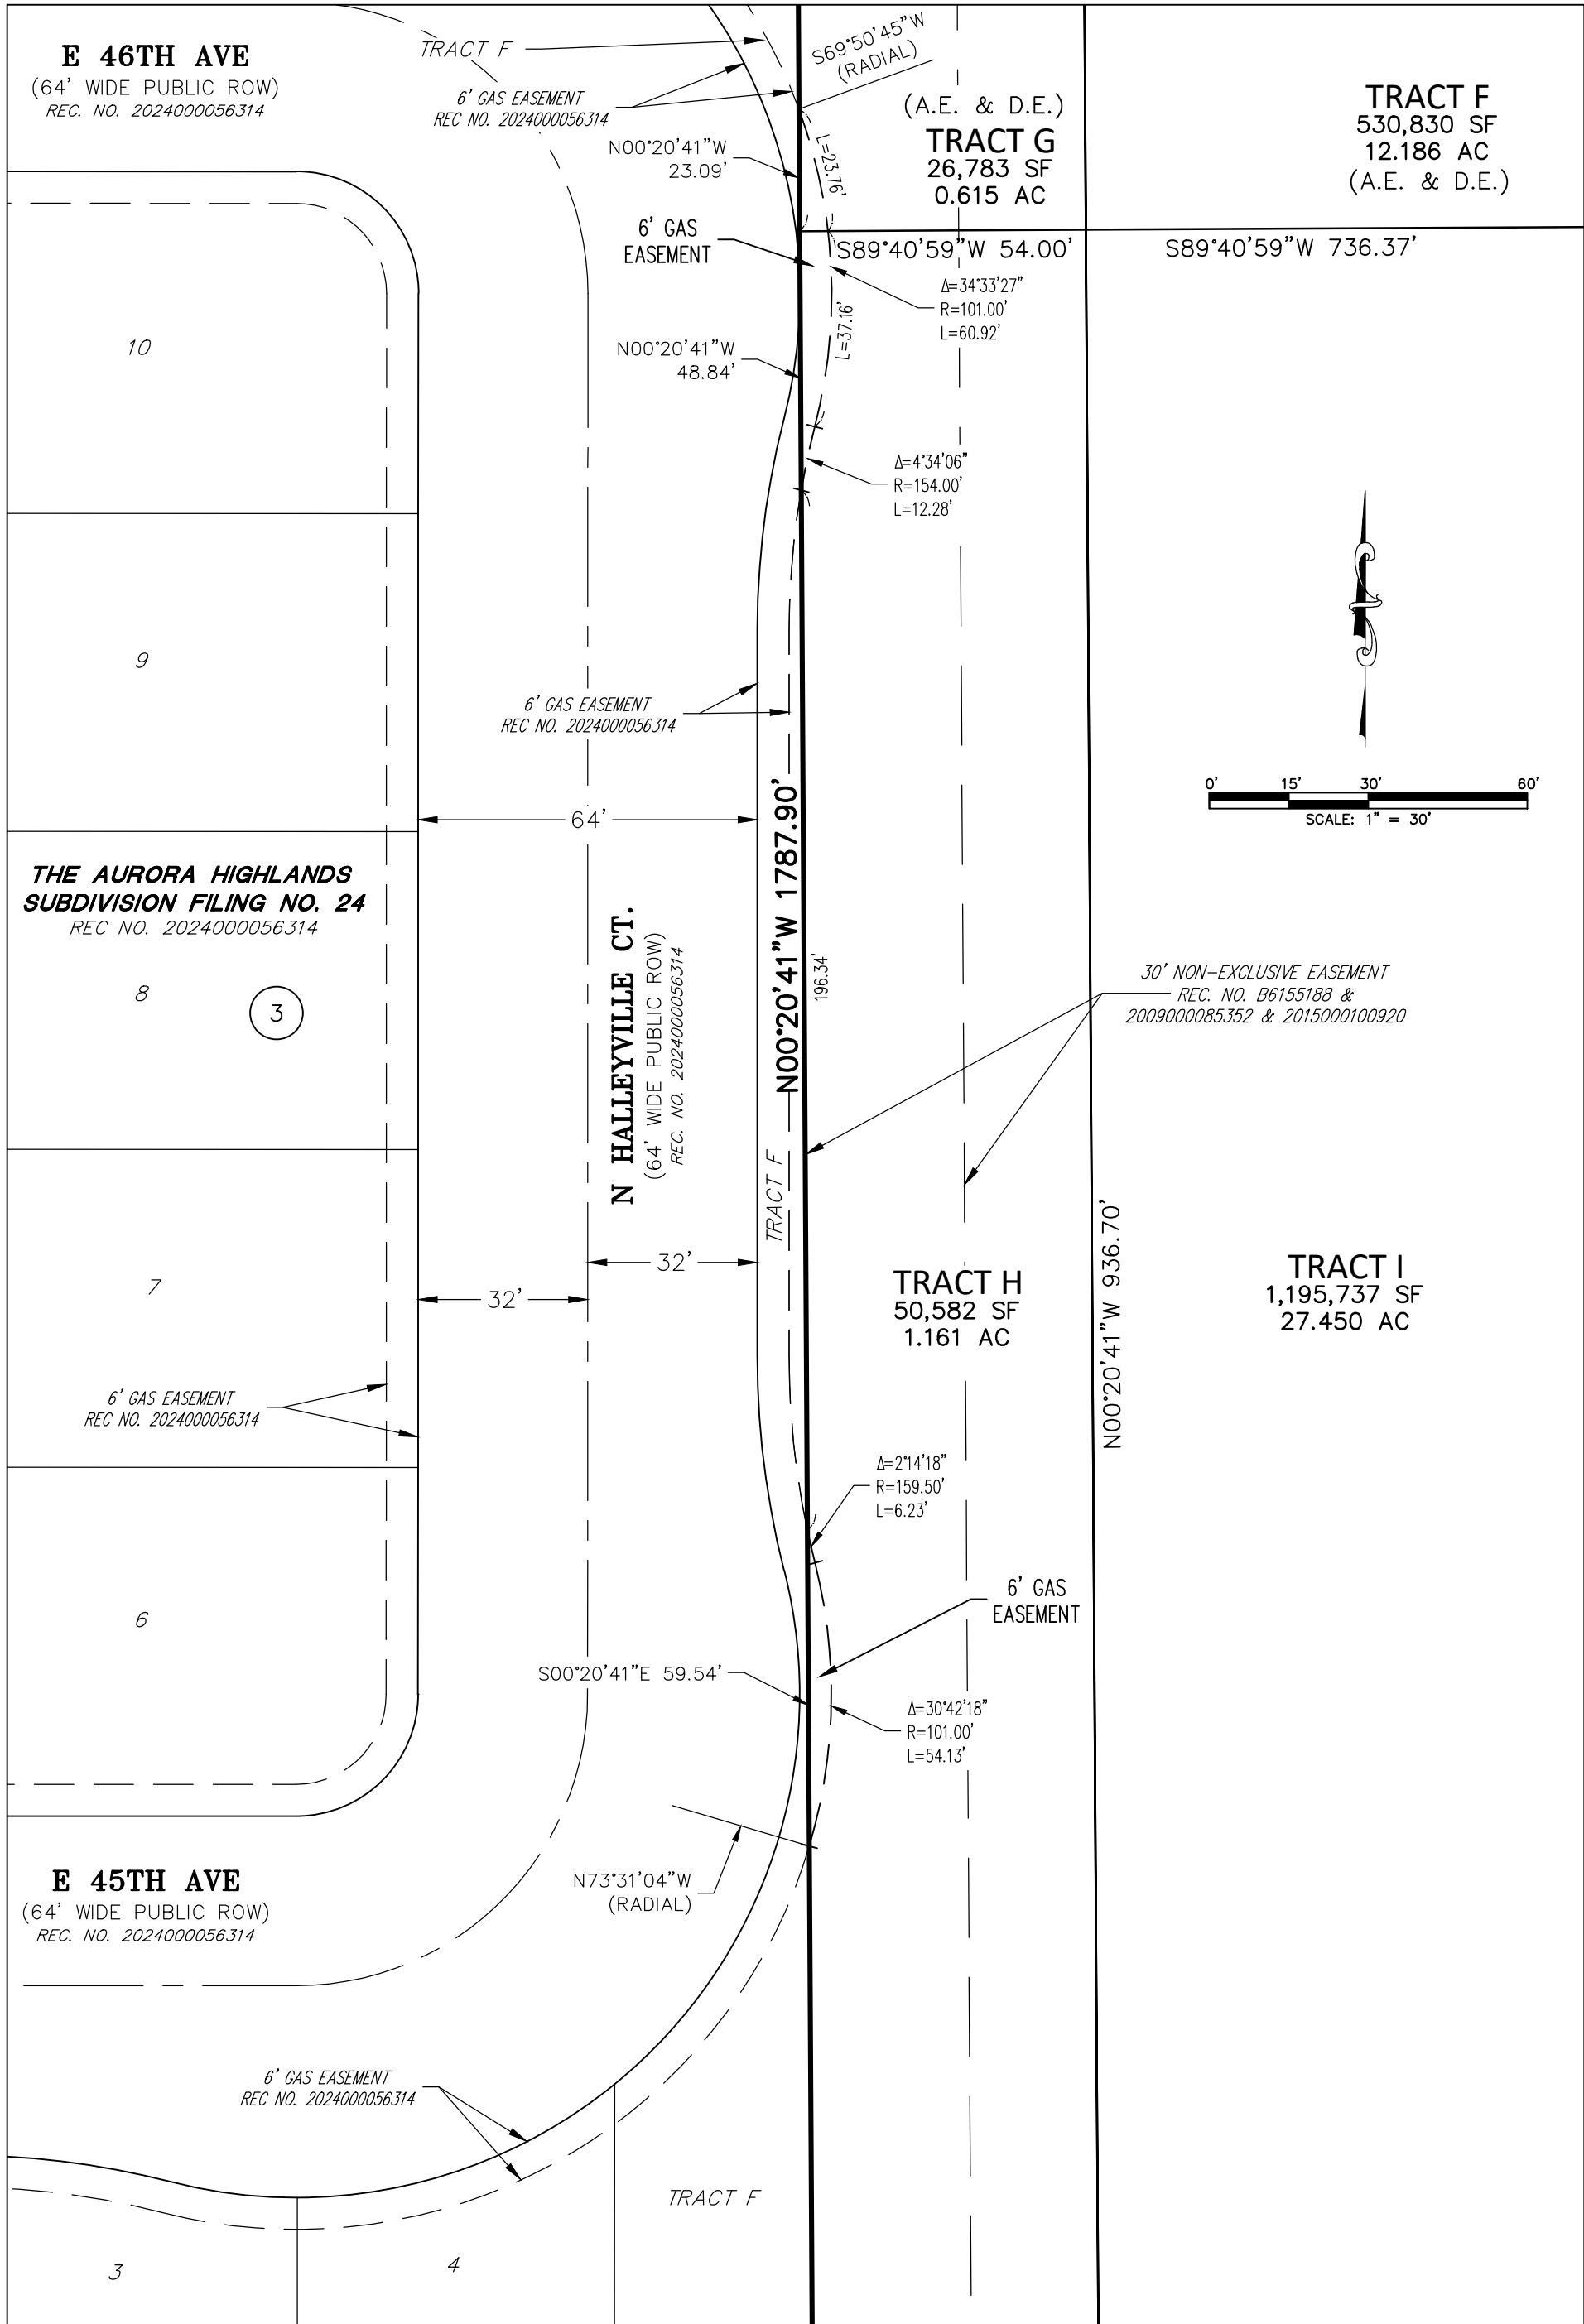 E 46TH AVE
(64' WIDE PUBLIC ROW)
REC. NO. 2024000056314
TRACT F
6' GAS EASEMENT
REC NO. 2024000056314
S69°50'45"W
(RADIAL)
N00°20'41"W
23.09'
L=23.76'
(A.E. & D.E.)
TRACT G
26,783 SF
0.615 AC
TRACT F
530,830 SF
12.186 AC
(A.E. & D.E.)
6' GAS
EASEMENT
S89°40'59"W 54.00'
S89°40'59"W 736.37'
Δ=34°33'27"
R=101.00'
L=60.92'
L=37.16'
N00°20'41"W
48.84'
10
Δ=4°34'06"
R=154.00'
L=12.28'
9
6' GAS EASEMENT
REC NO. 2024000056314
0' 15' 30' 60'
SCALE: 1" = 30'
64'
N00°20'41"W 1787.90'
196.34'
THE AURORA HIGHLANDS
SUBDIVISION FILING NO. 24
REC NO. 2024000056314
8
3
N HALLEYVILLE CT.
(64' WIDE PUBLIC ROW)
REC. NO. 2024000056314
30' NON-EXCLUSIVE EASEMENT
REC. NO. B6155188 &
2009000085352 & 2015000100920
TRACT F
32'
32'
7
TRACT H
50,582 SF
1.161 AC
N00°20'41"W 936.70'
TRACT I
1,195,737 SF
27.450 AC
6' GAS EASEMENT
REC NO. 2024000056314
Δ=2°14'18"
R=159.50'
L=6.23'
6' GAS
EASEMENT
6
S00°20'41"E 59.54'
Δ=30°42'18"
R=101.00'
L=54.13'
N73°31'04"W
(RADIAL)
E 45TH AVE
(64' WIDE PUBLIC ROW)
REC. NO. 2024000056314
6' GAS EASEMENT
REC NO. 2024000056314
TRACT F
3
4